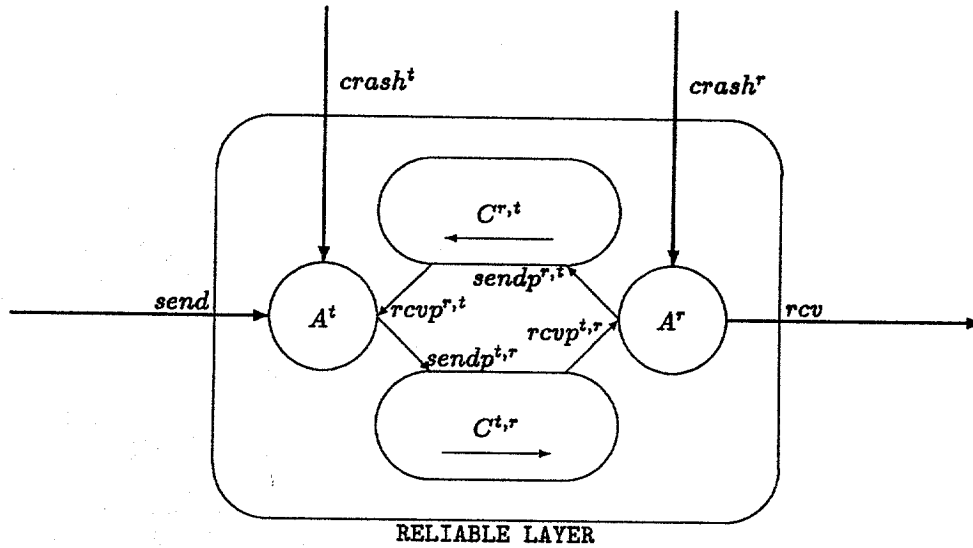 crash^t
crash^r
C^{r,t}
sendp^{r,t}
send
A^t
rcvp^{r,t}
rcvp^{t,r}
A^r
rcv
sendp^{t,r}
C^{t,r}
RELIABLE LAYER